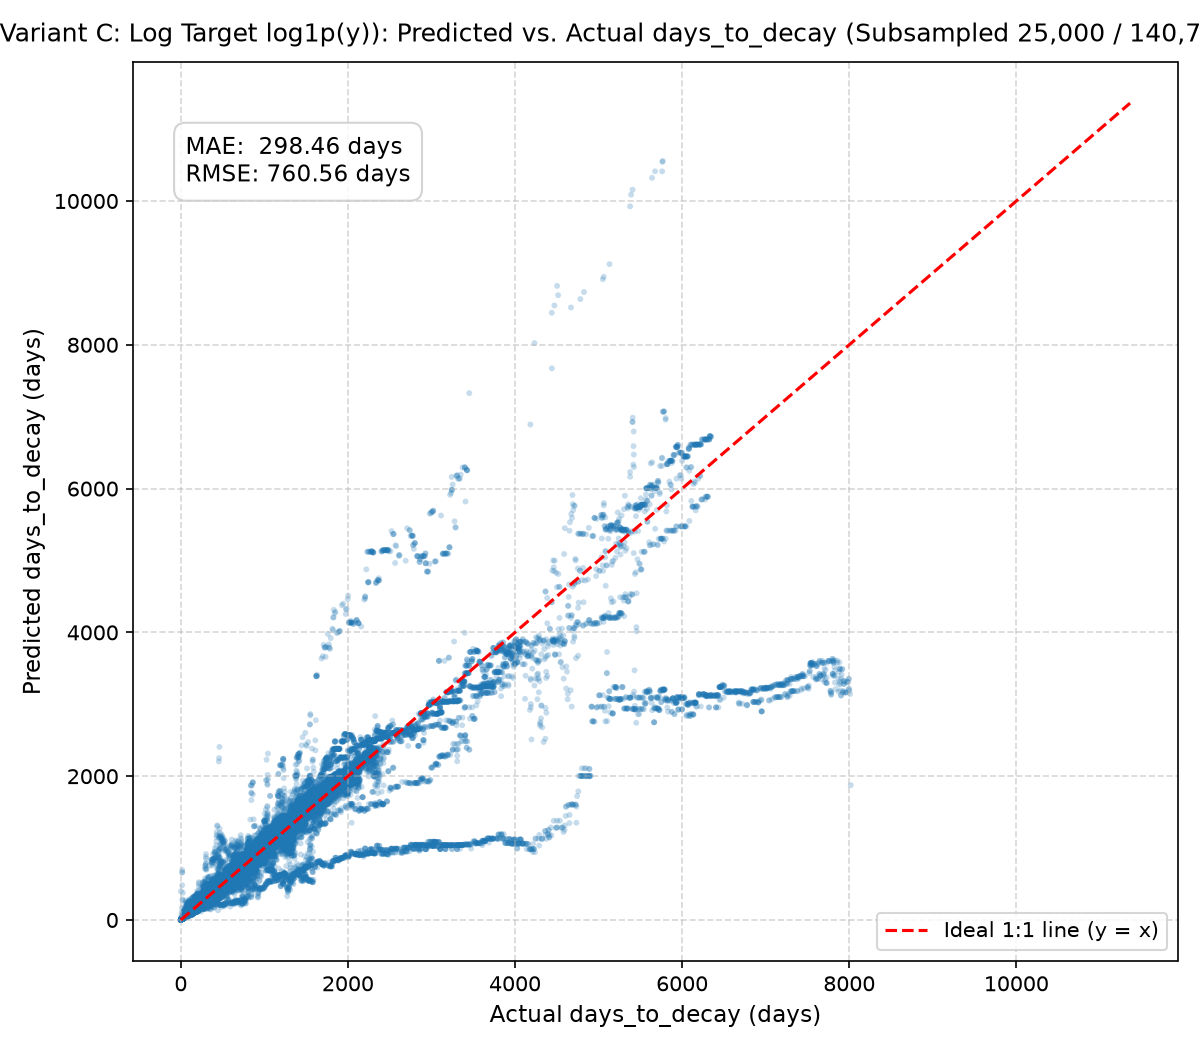 Variant C: Log Target log1p(y)): Predicted vs. Actual days_to_decay (Subsampled 25,000 / 140,7
MAE:  298.46 days
RMSE: 760.56 days
10000
8000
6000
4000
2000
0
Predicted days_to_decay (days)
Ideal 1:1 line (y = x)
0 2000 4000 6000 8000 10000
Actual days_to_decay (days)